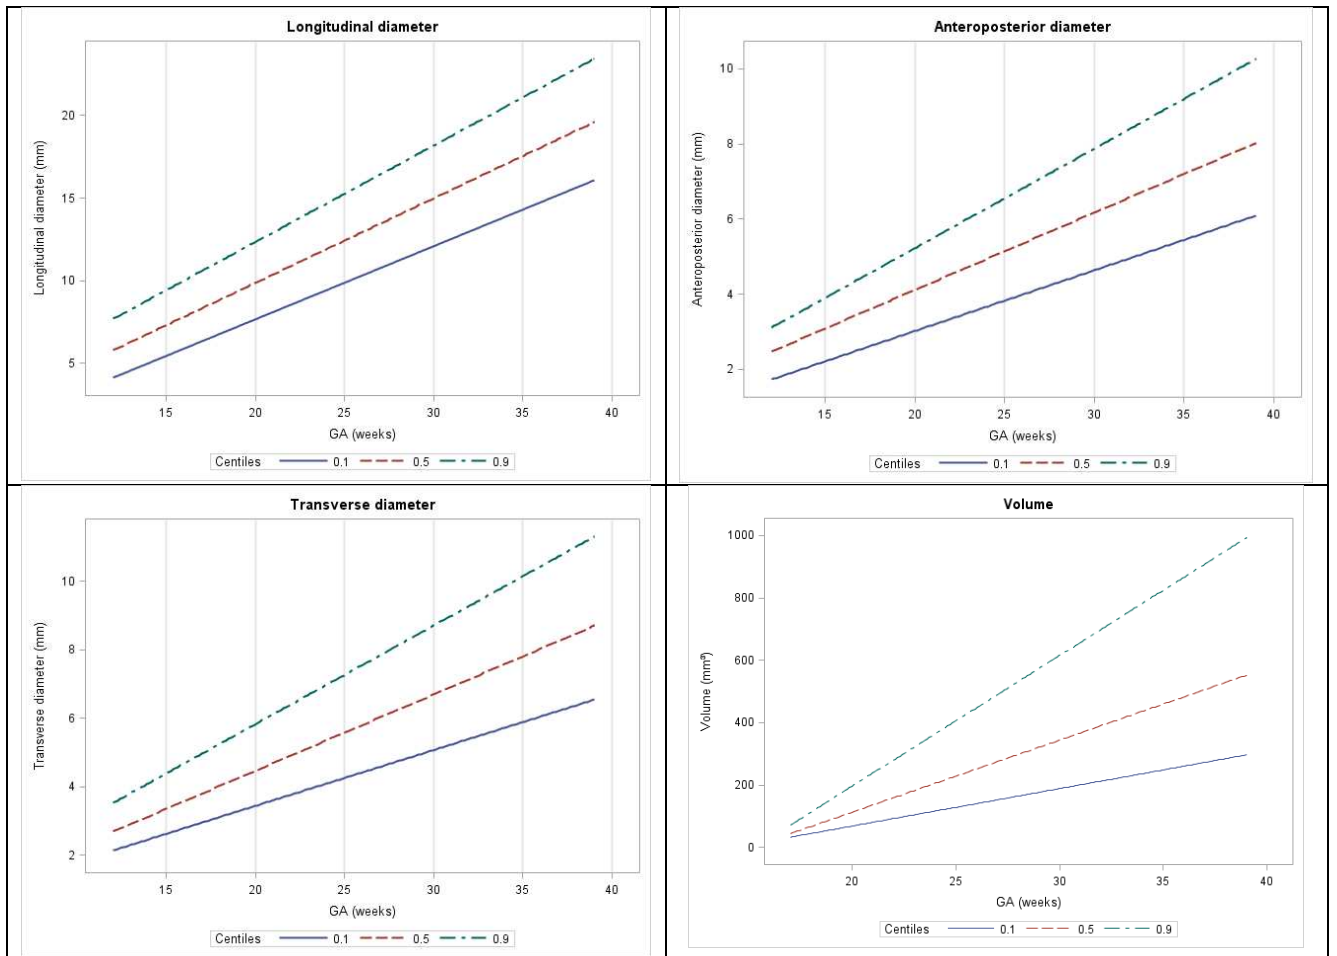 Longitudinal diameter
Longitudinal diameter (mm)
20
15
10
5
15 20 25 30 35 40
GA (weeks)
Centiles 0.1 0.5 0.9
Anteroposterior diameter
Anteroposterior diameter (mm)
10
8
6
4
2
15 20 25 30 35 40
GA (weeks)
Centiles 0.1 0.5 0.9
Transverse diameter
Transverse diameter (mm)
10
8
6
4
2
15 20 25 30 35 40
GA (weeks)
Centiles 0.1 0.5 0.9
Volume
Volume (mm³)
1000
800
600
400
200
0
20 25 30 35 40
GA (weeks)
Centiles 0.1 0.5 0.9